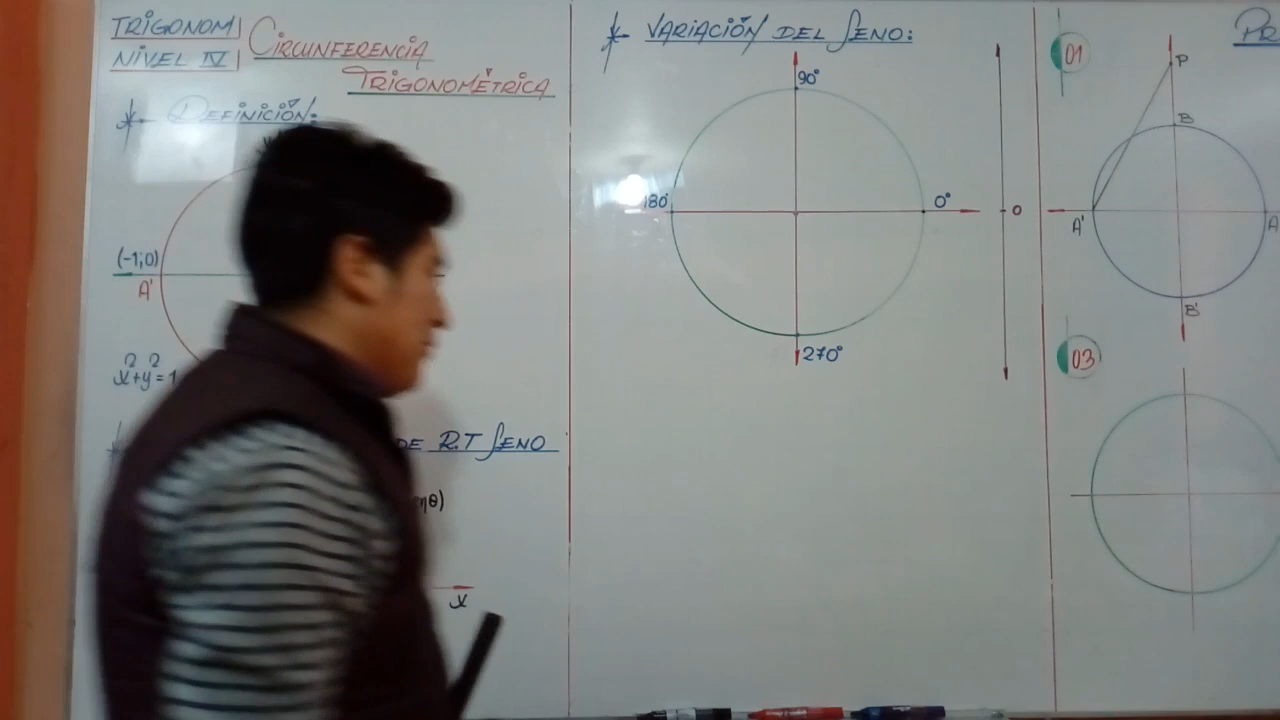 TRIGONOM
NIVEL IV
CIRCUNFERENCIA
TRIGONOMÉTRICA
DEFINICIÓN:
(-1;0)
A'
x²+y²=1
DE R.T SENO
x
VARIACIÓN DEL SENO:
90°
180°
0°
270°
0
01
P
B
A'
A
B'
03